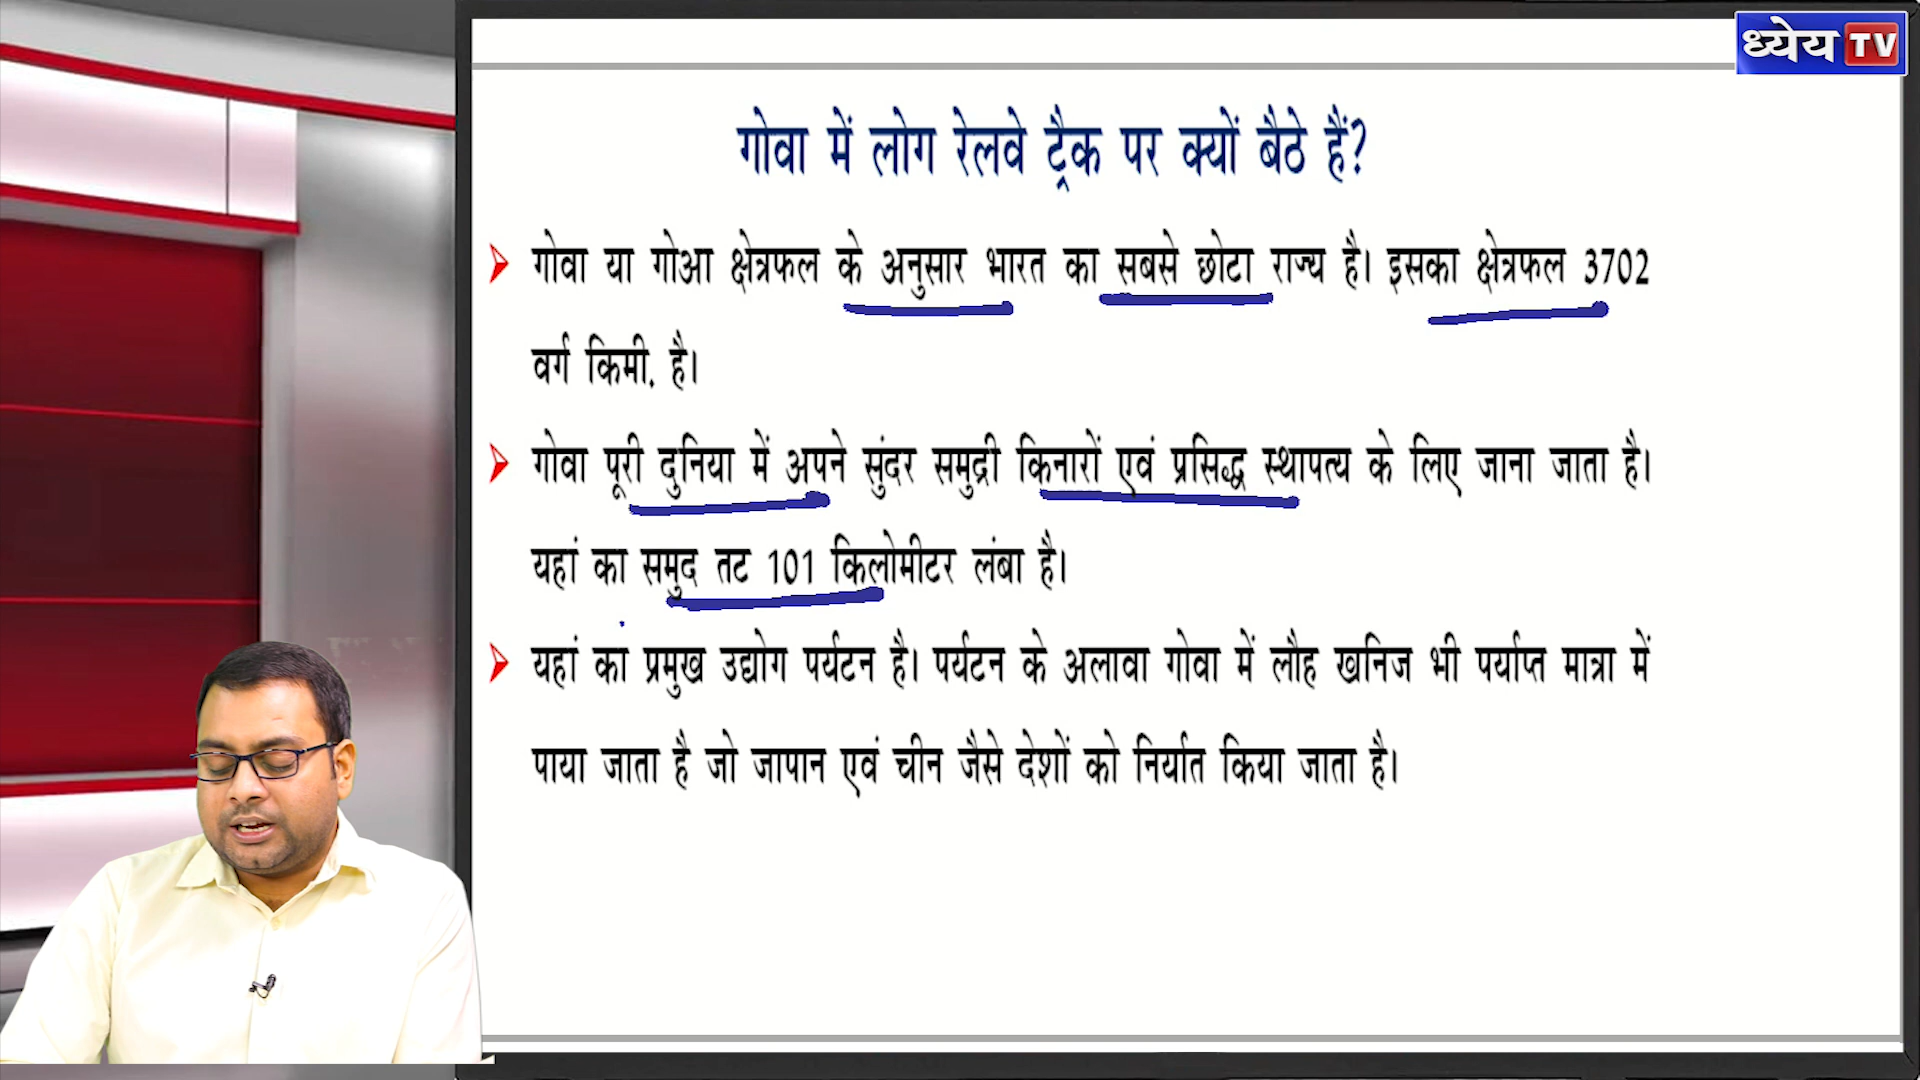 ध्येय TV
गोवा में लोग रेलवे ट्रैक पर क्यों बैठे हैं?
गोवा या गोआ क्षेत्रफल के अनुसार भारत का सबसे छोटा राज्य है। इसका क्षेत्रफल 3702
वर्ग किमी. है।
गोवा पूरी दुनिया में अपने सुंदर समुद्री किनारों एवं प्रसिद्ध स्थापत्य के लिए जाना जाता है।
यहां का समुद तट 101 किलोमीटर लंबा है।
यहां का प्रमुख उद्योग पर्यटन है। पर्यटन के अलावा गोवा में लौह खनिज भी पर्याप्त मात्रा में
पाया जाता है जो जापान एवं चीन जैसे देशों को निर्यात किया जाता है।